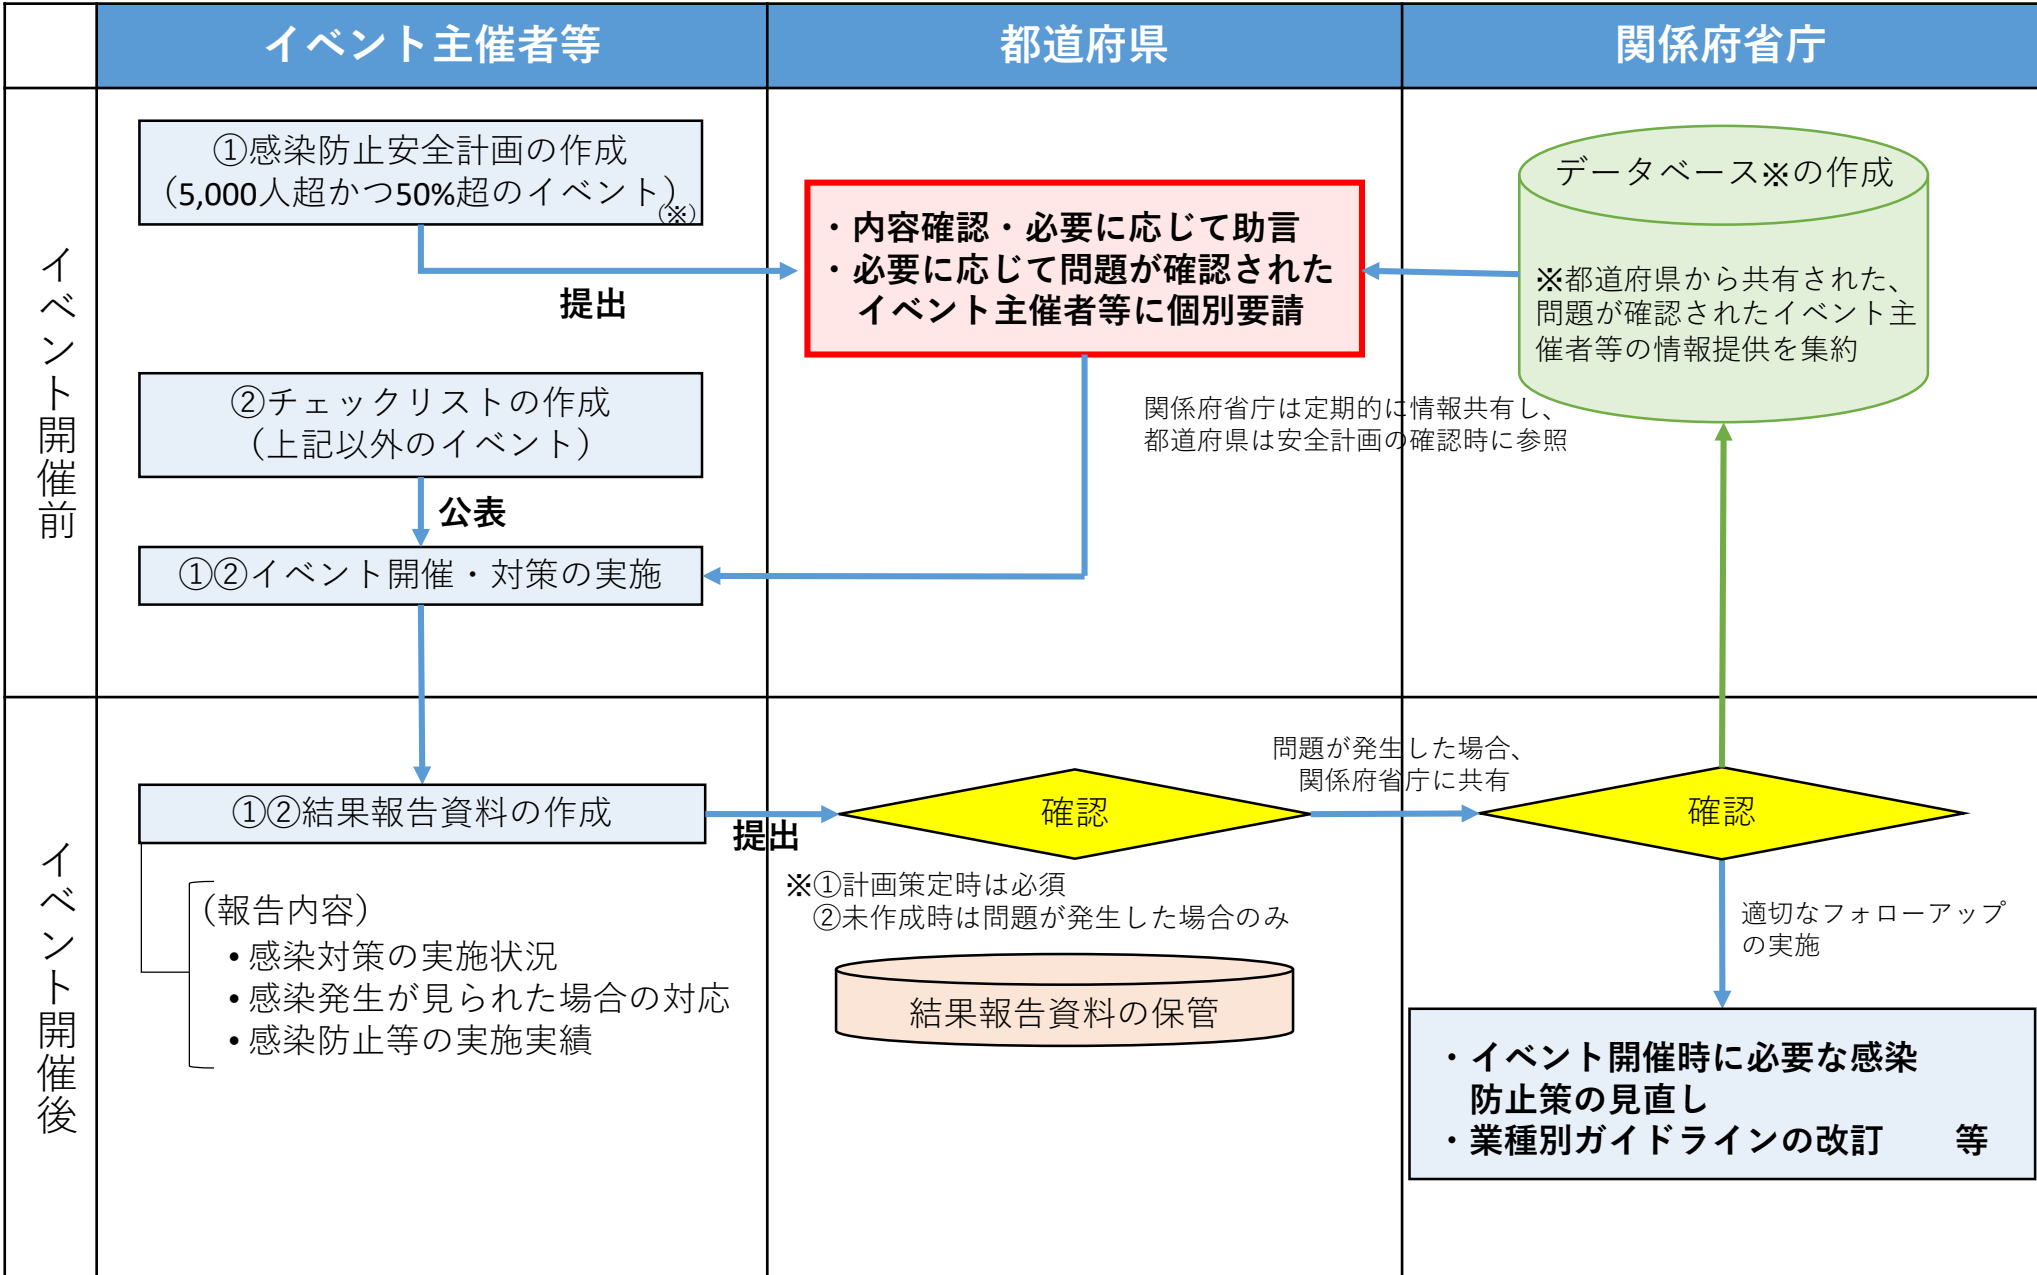 イベント主催者等
都道府県
関係府省庁
イベント開催前
①感染防止安全計画の作成
（5,000人超かつ50%超のイベント）
（※）
提出
②チェックリストの作成
（上記以外のイベント）
公表
①②イベント開催・対策の実施
・内容確認・必要に応じて助言
・必要に応じて問題が確認された
イベント主催者等に個別要請
データベース※の作成
※都道府県から共有された、
問題が確認されたイベント主
催者等の情報提供を集約
関係府省庁は定期的に情報共有し、
都道府県は安全計画の確認時に参照
イベント開催後
①②結果報告資料の作成
提出
（報告内容）
•感染対策の実施状況
•感染発生が見られた場合の対応
•感染防止等の実施実績
確認
※①計画策定時は必須
②未作成時は問題が発生した場合のみ
結果報告資料の保管
問題が発生した場合、
関係府省庁に共有
確認
適切なフォローアップ
の実施
・イベント開催時に必要な感染
防止策の見直し
・業種別ガイドラインの改訂　　等